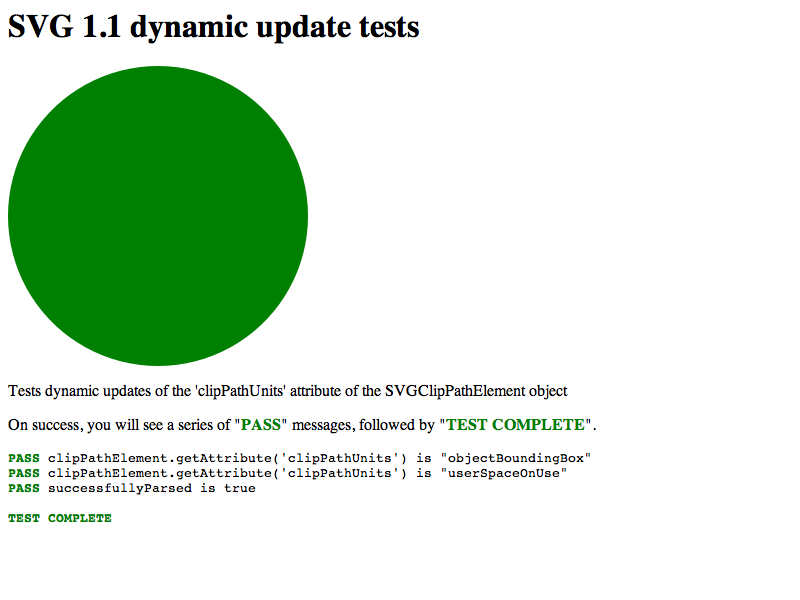 SVG 1.1 dynamic update tests
Tests dynamic updates of the 'clipPathUnits' attribute of the SVGClipPathElement object
On success, you will see a series of "PASS" messages, followed by "TEST COMPLETE".
PASS clipPathElement.getAttribute('clipPathUnits') is "objectBoundingBox"
PASS clipPathElement.getAttribute('clipPathUnits') is "userSpaceOnUse"
PASS successfullyParsed is true
TEST COMPLETE